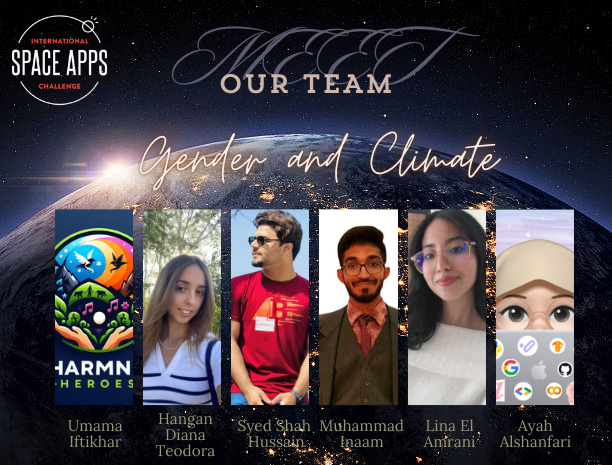 INTERNATIONAL
SPACE APPS
CHALLENGE
MEET
OUR TEAM
Gender and Climate
HARMN
HEROES
Umama
Iftikhar
Hangan
Diana
Teodora
Syed Shah
Hussain
Muhammad
Inaam
Lina El
Amrani
Ayah
Alshanfari